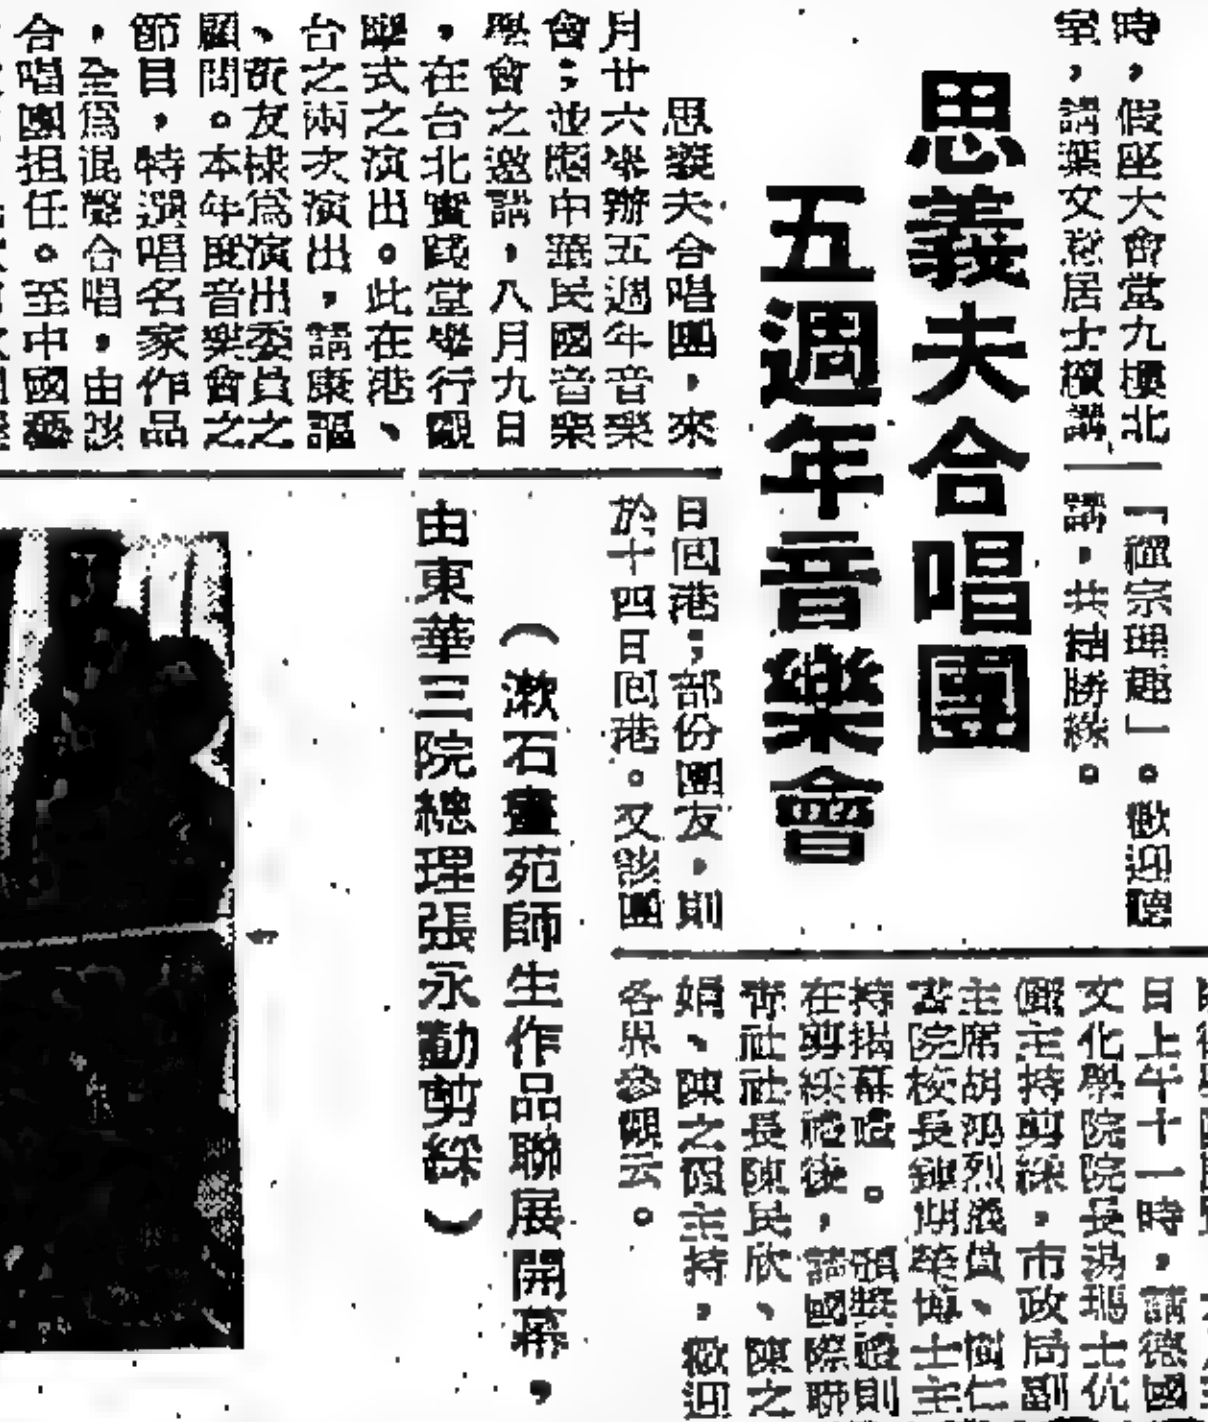 時，假座大會堂九樓北
室，請葉文意居士續講
「禪宗理趣」。歡迎聽
講，共結勝緣。
思義夫合唱團
五週年音樂會
思義夫合唱團，來
月廿六舉辦五週年音樂
會；並應中華民國音樂
學會之邀請，八月九日
，在台北實踐堂舉行觀
摩式之演出。此在港、
台之兩次演出，請康謳
、友棣為演出委員之
顧問。本年度音樂會之
節目，特選唱名家作品
，全為混聲合唱，由該
合唱團担任。至中國藝
日回港；部份團友，則
於十四日回港。又該團
（漱石畫苑師生作品聯展開幕，
由東華三院總理張永勳剪綵）
日上午十一時，請德國
文化學院院長湯瑪士伉
儷主持剪綵，市政局副
主席胡鴻烈議員、樹仁
書院校長鍾期榮博士主
持揭幕禮。頒獎禮則
在剪綵禮後，請國際聯
青社社長陳民欣、陳之
娟、陳之因主持，歡迎
各界參觀云。